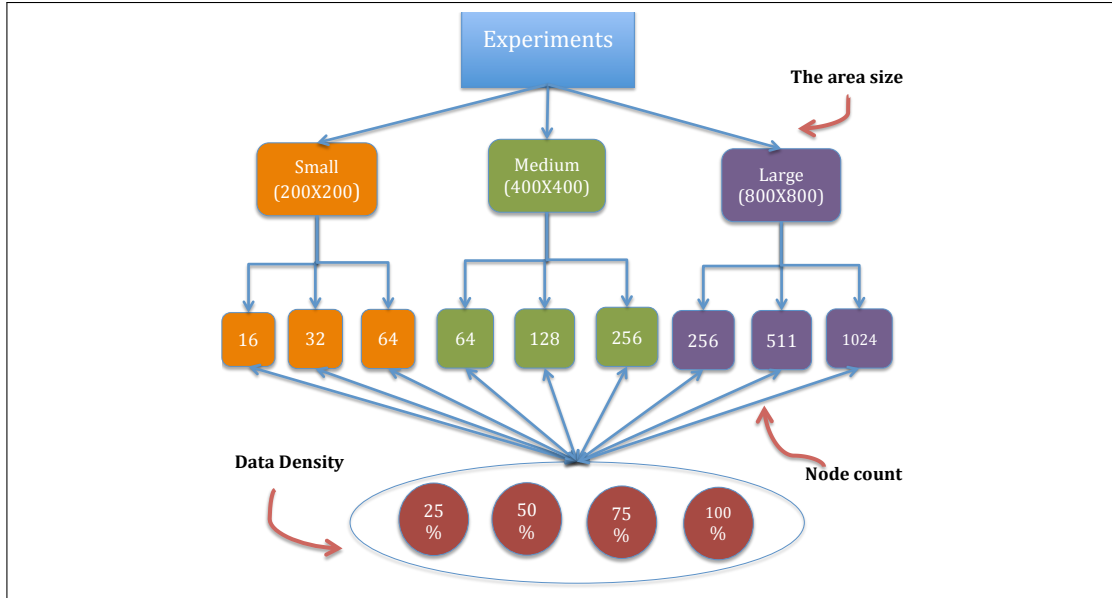 Experiments
The area size
Small
(200X200)
Medium
(400X400)
Large
(800X800)
16
32
64
64
128
256
256
511
1024
Data Density
Node count
25
%
50
%
75
%
100
%